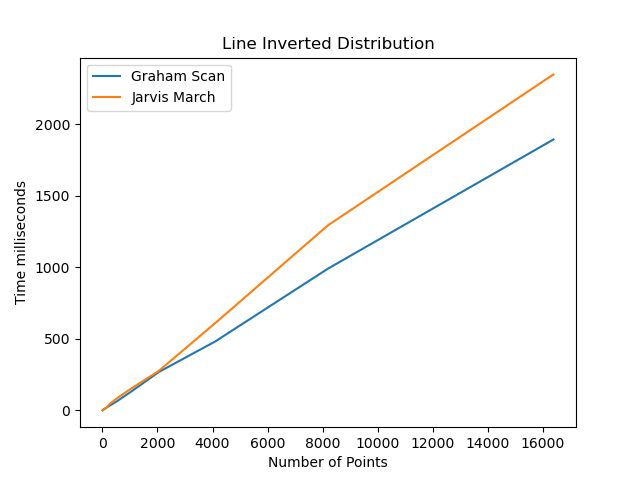 Line Inverted Distribution
Graham Scan
Jarvis March
Time milliseconds
2000
1500
1000
500
0
0 2000 4000 6000 8000 10000 12000 14000 16000
Number of Points